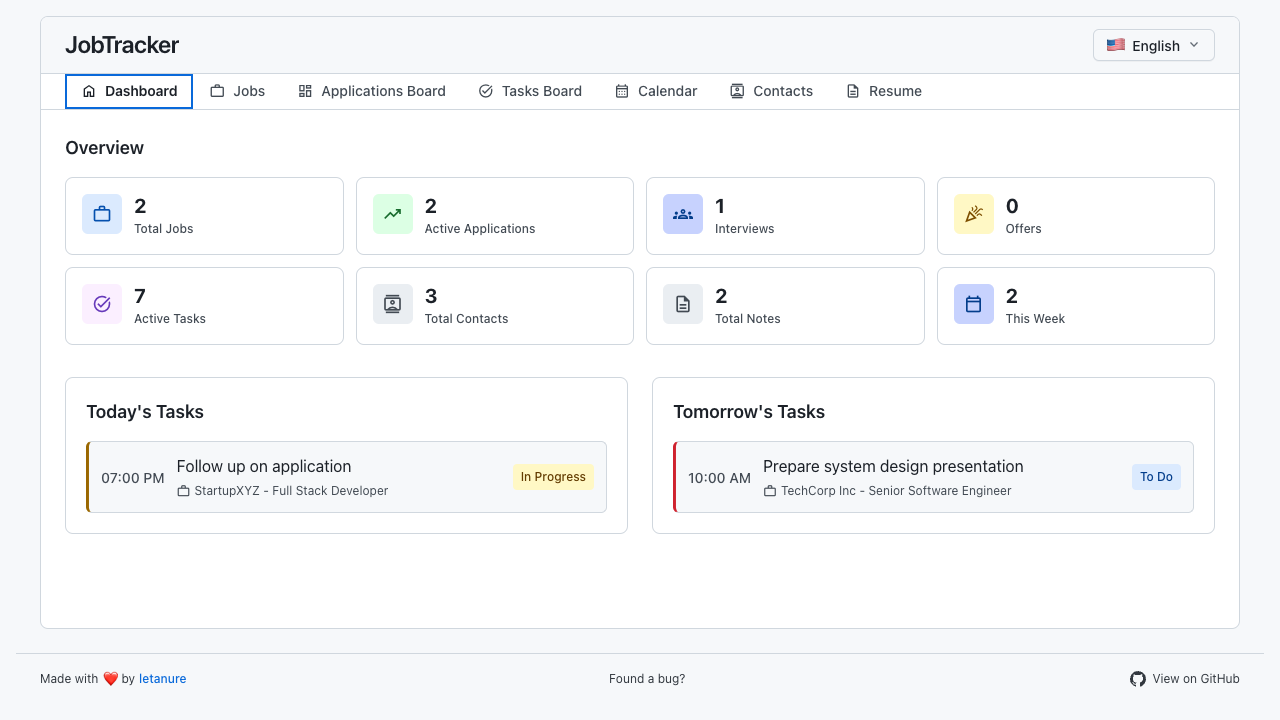 JobTracker
🇺🇸 English
Dashboard
Jobs
Applications Board
Tasks Board
Calendar
Contacts
Resume
Overview
2
Total Jobs
2
Active Applications
1
Interviews
0
Offers
7
Active Tasks
3
Total Contacts
2
Total Notes
2
This Week
Today's Tasks
07:00 PM
Follow up on application
StartupXYZ - Full Stack Developer
In Progress
Tomorrow's Tasks
10:00 AM
Prepare system design presentation
TechCorp Inc - Senior Software Engineer
To Do
Made with ❤️ by letanure
Found a bug?
View on GitHub